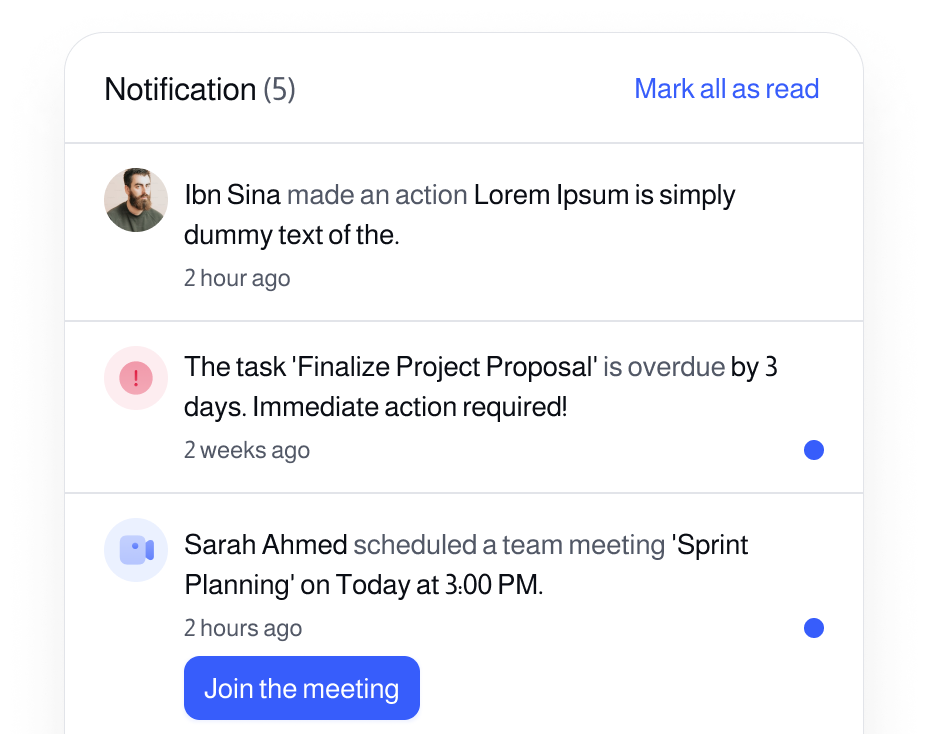 Notification (5)
Mark all as read
Ibn Sina made an action Lorem Ipsum is simply
dummy text of the.
2 hour ago
!
The task 'Finalize Project Proposal' is overdue by 3
days. Immediate action required!
2 weeks ago
Sarah Ahmed scheduled a team meeting 'Sprint
Planning' on Today at 3:00 PM.
2 hours ago
Join the meeting